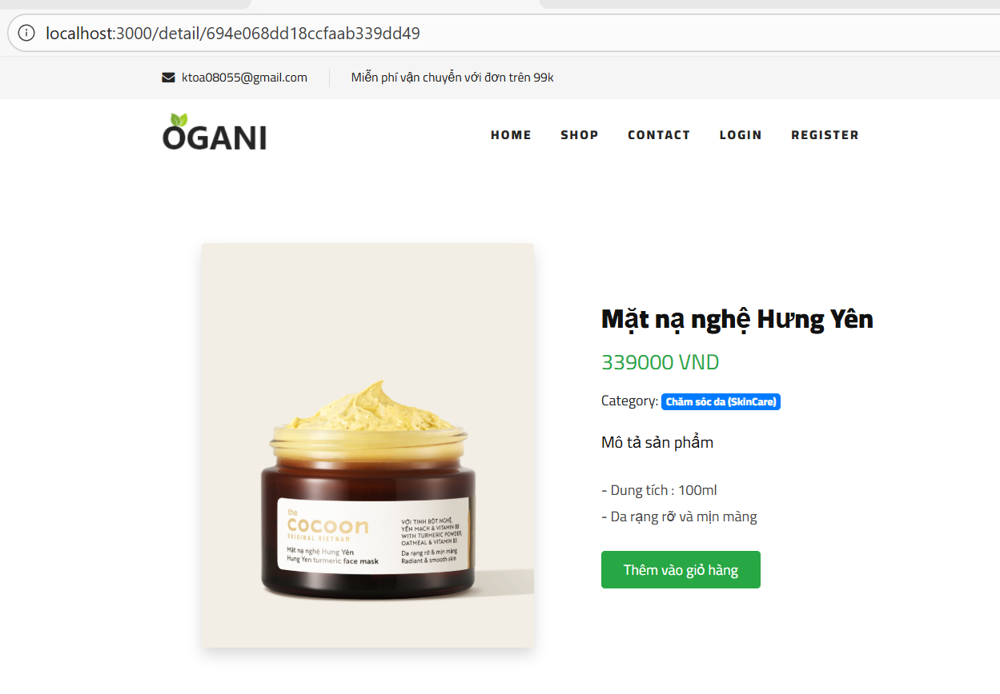 localhost:3000/detail/694e068dd18ccfaab339dd49
ktoa08055@gmail.com
Miễn phí vận chuyển với đơn trên 99k
OGANI
HOME SHOP CONTACT LOGIN REGISTER
Mặt nạ nghệ Hưng Yên
339000 VND
Category: Chăm sóc da (SkinCare)
Mô tả sản phẩm
- Dung tích : 100ml
- Da rạng rỡ và mịn màng
Thêm vào giỏ hàng
the
cocoon
ORIGINAL VIETNAM
Mặt nạ nghệ Hưng Yên
Hung Yen turmeric face mask
VỚI TINH BỘT NGHỆ,
YẾN MẠCH & VITAMIN B3
WITH TURMERIC POWDER,
OATMEAL & VITAMIN B3
Da rạng rỡ & mịn màng
Radiant & smooth skin